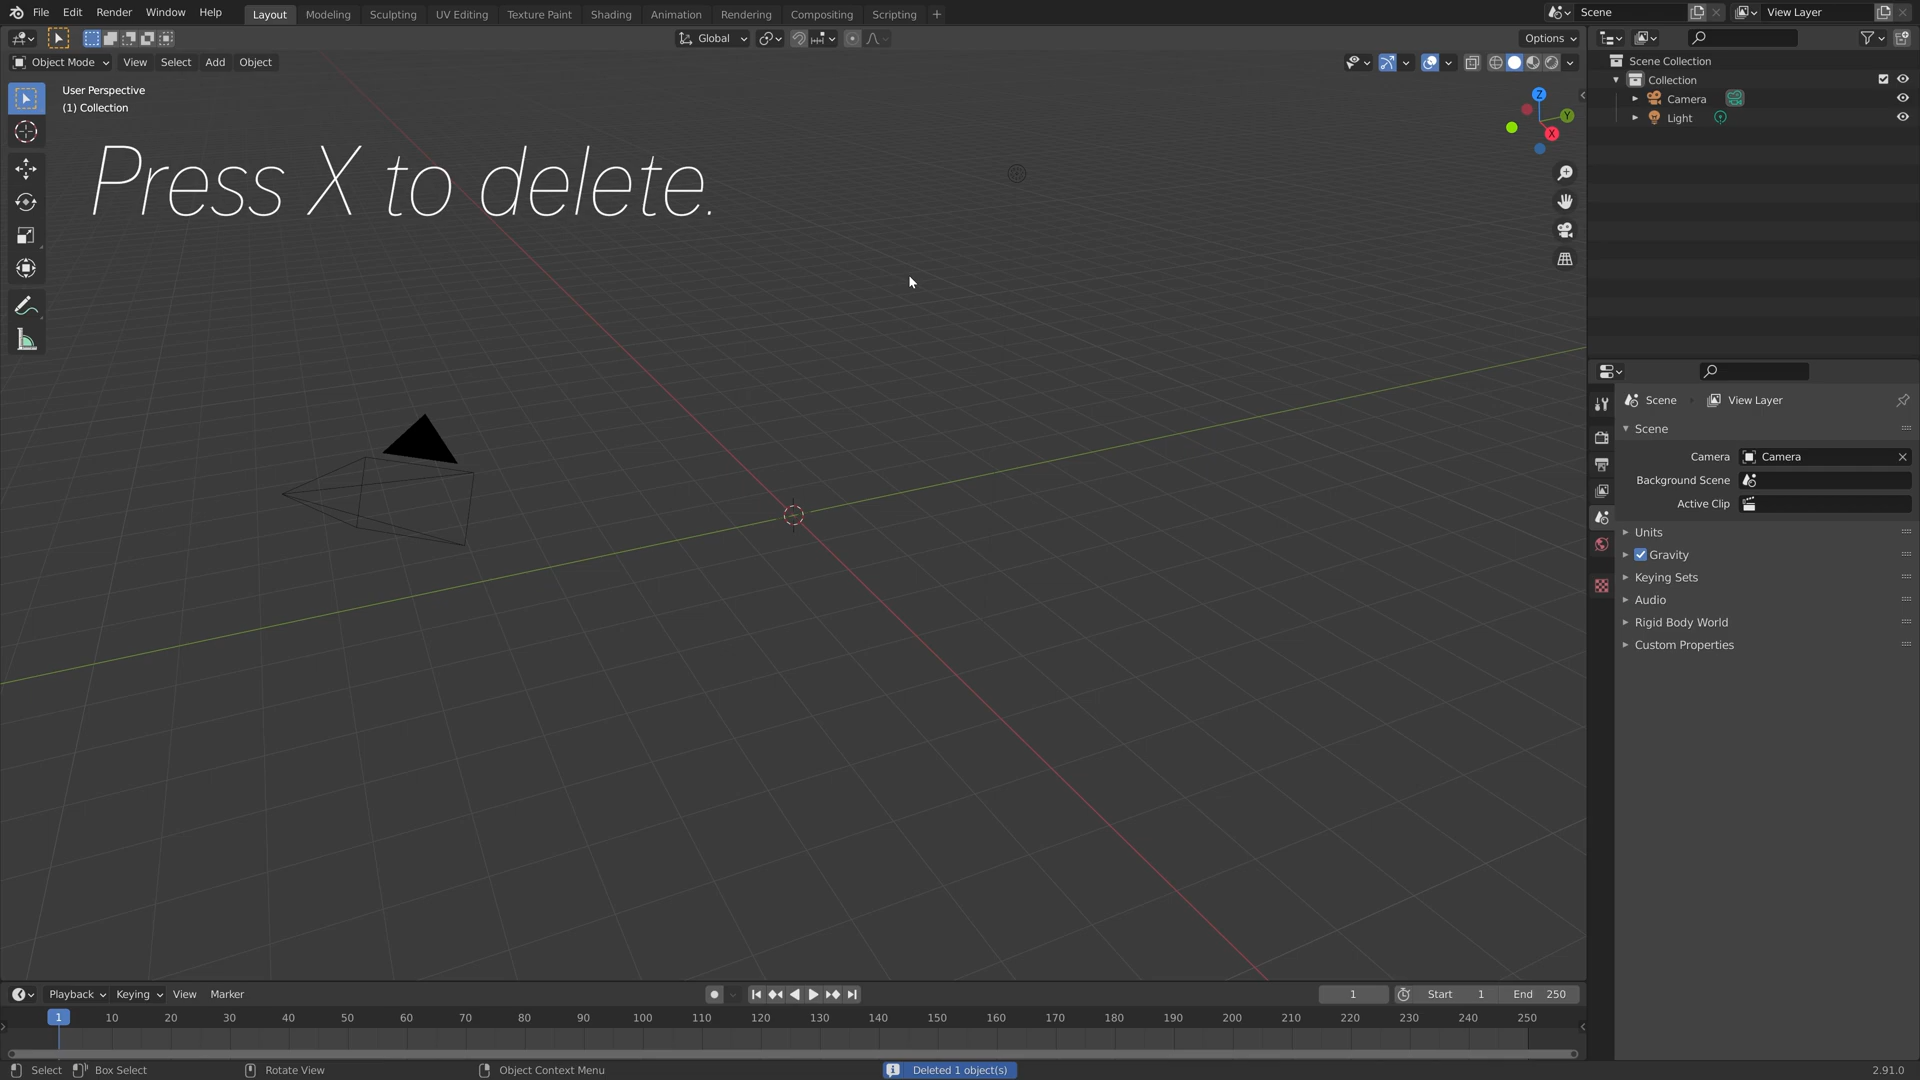 File Edit Render Window Help Layout Modeling Sculpting UV Editing Texture Paint Shading Animation Rendering Compositing Scripting + Scene View Layer
Global Options
Object Mode View Select Add Object
User Perspective
(1) Collection
Press X to delete.
Z
Y
X
Scene Collection
Collection
Camera
Light
Scene View Layer
Scene
Camera Camera
Background Scene
Active Clip
Units
Gravity
Keying Sets
Audio
Rigid Body World
Custom Properties
Playback Keying View Marker 1 Start 1 End 250
1 10 20 30 40 50 60 70 80 90 100 110 120 130 140 150 160 170 180 190 200 210 220 230 240 250
Select Box Select Rotate View Object Context Menu Deleted 1 object(s) 2.91.0